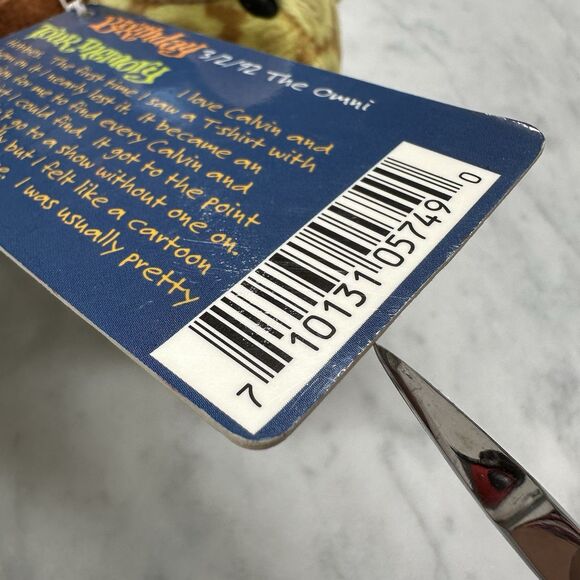 Birthday 3/2/92 The Omni
Tour Memory
I love Calvin and
Hobbes. The first time I saw a T-shirt with
on it I nearly lost it. It became an
for me to find every Calvin and
I could find. It got to the point
't go to a show without one on.
but I felt like a cartoon
I was usually pretty
7 10131 05749 0